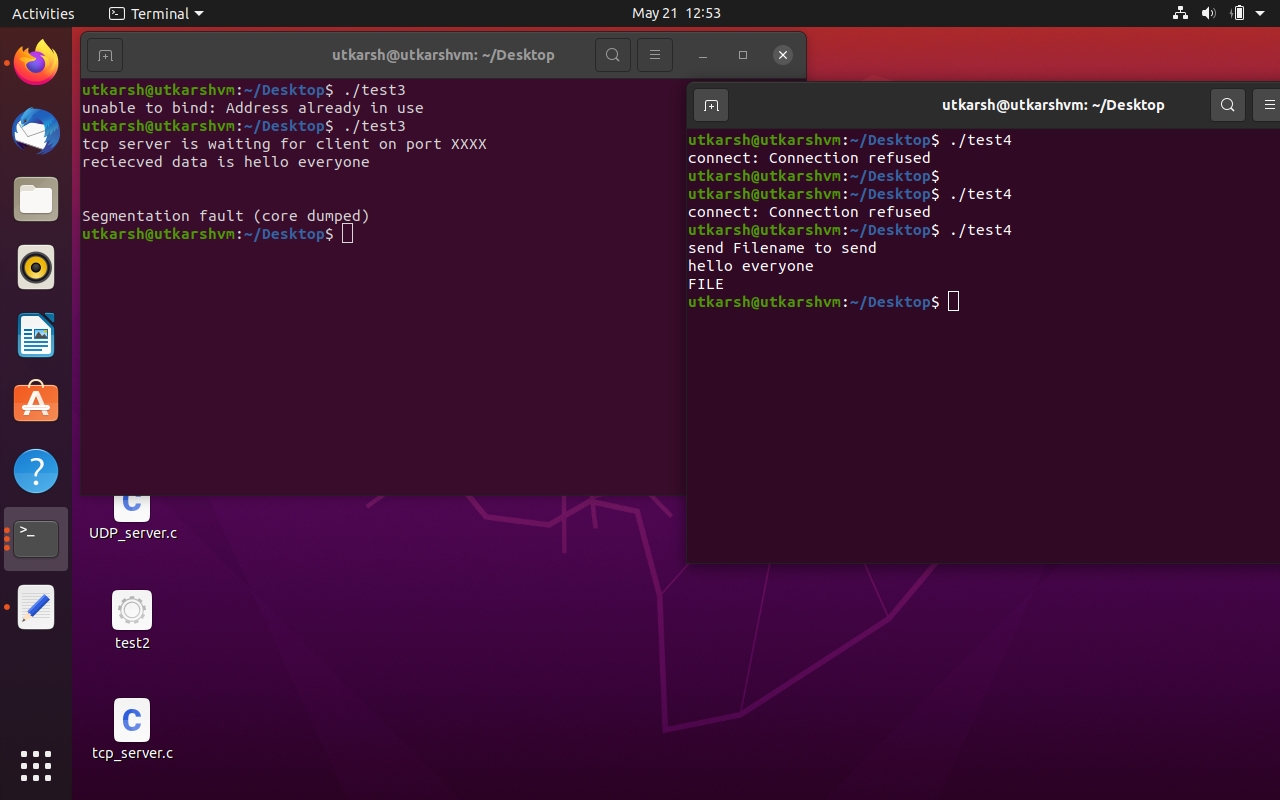 Activities
Terminal
May 21 12:53
utkarsh@utkarshvm: ~/Desktop
utkarsh@utkarshvm:~/Desktop$ ./test3
unable to bind: Address already in use
utkarsh@utkarshvm:~/Desktop$ ./test3
tcp server is waiting for client on port XXXX
reciecved data is hello everyone
Segmentation fault (core dumped)
utkarsh@utkarshvm:~/Desktop$
utkarsh@utkarshvm: ~/Desktop
utkarsh@utkarshvm:~/Desktop$ ./test4
connect: Connection refused
utkarsh@utkarshvm:~/Desktop$
utkarsh@utkarshvm:~/Desktop$ ./test4
connect: Connection refused
utkarsh@utkarshvm:~/Desktop$ ./test4
send Filename to send
hello everyone
FILE
utkarsh@utkarshvm:~/Desktop$
UDP_server.c
test2
tcp_server.c